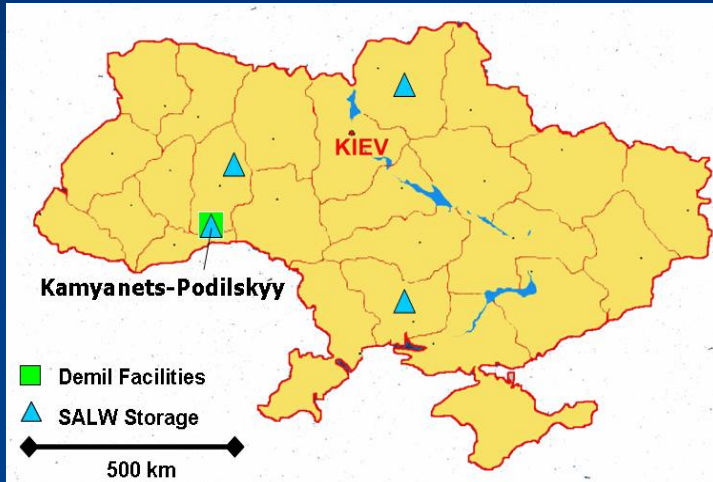 KIEV
Kamyanets-Podilskyy
Demil Facilities
SALW Storage
500 km